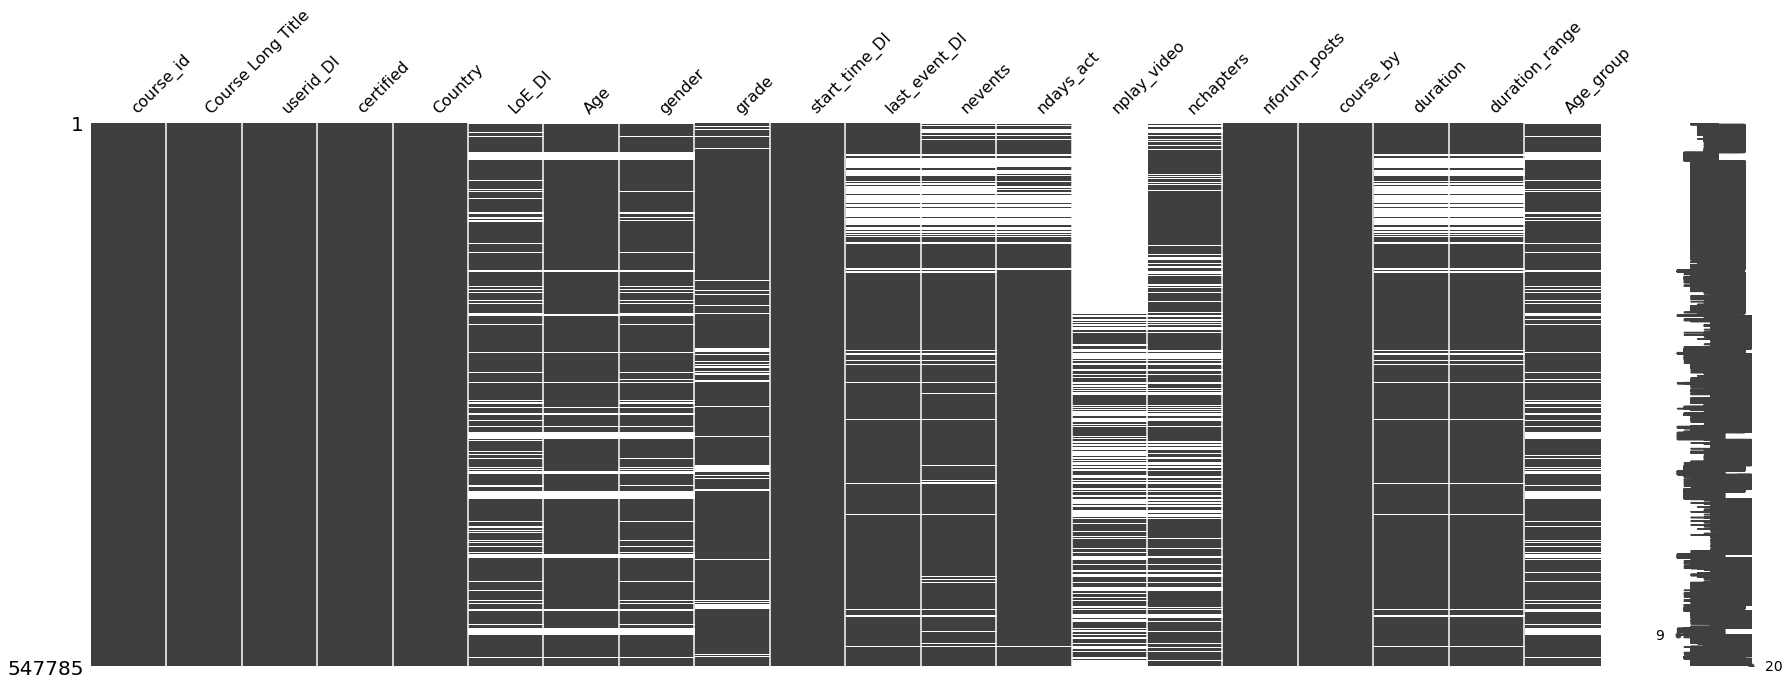 course_id
Course Long Title
userid_DI
certified
Country
LoE_DI
Age
gender
grade
start_time_DI
last_event_DI
nevents
ndays_act
nplay_video
nchapters
nforum_posts
course_by
duration
duration_range
Age_group
1
9
547785
20